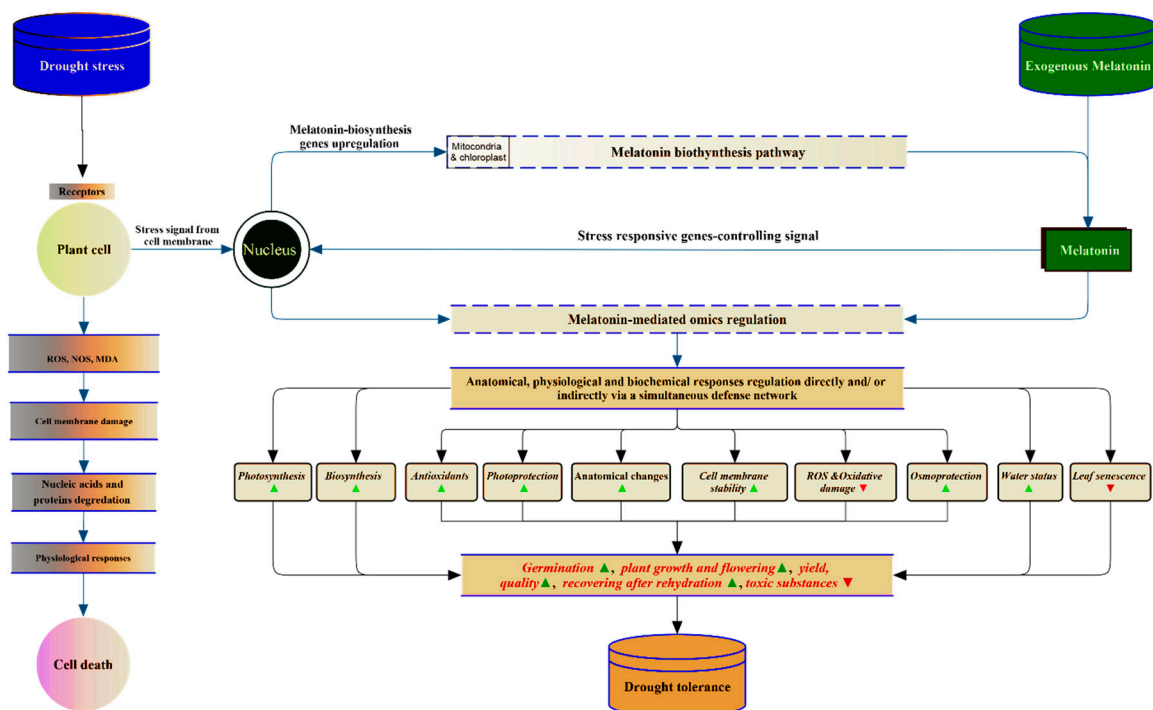 Drought stress
Exogenous Melatonin
Melatonin-biosynthesis
genes upregulation
Mitocondria
& chloroplast
Melatonin biothynthesis pathway
Receptors
Plant cell
Stress signal from
cell membrane
Nucleus
Stress responsive genes-controlling signal
Melatonin
Melatonin-mediated omics regulation
ROS, NOS, MDA
Cell membrane damage
Nucleic acids and
proteins degredation
Physiological responses
Cell death
Anatomical, physiological and biochemical responses regulation directly and/ or
indirectly via a simultaneous defense network
Photosynthesis
▲
Biosynthesis
▲
Antioxidants
▲
Photoprotection
▲
Anatomical changes
▲
Cell membrane
stability ▲
ROS &Oxidative
damage ▼
Osmoprotection
▲
Water status
▲
Leaf senescence
▼
Germination ▲, plant growth and flowering▲, yield,
quality▲, recovering after rehydration ▲, toxic substances ▼
Drought tolerance